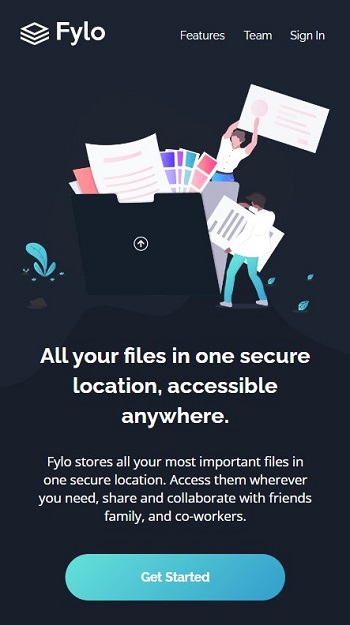 Fylo
Features Team Sign In
All your files in one secure
location, accessible
anywhere.
Fylo stores all your most important files in
one secure location. Access them wherever
you need, share and collaborate with friends
family, and co-workers.
Get Started